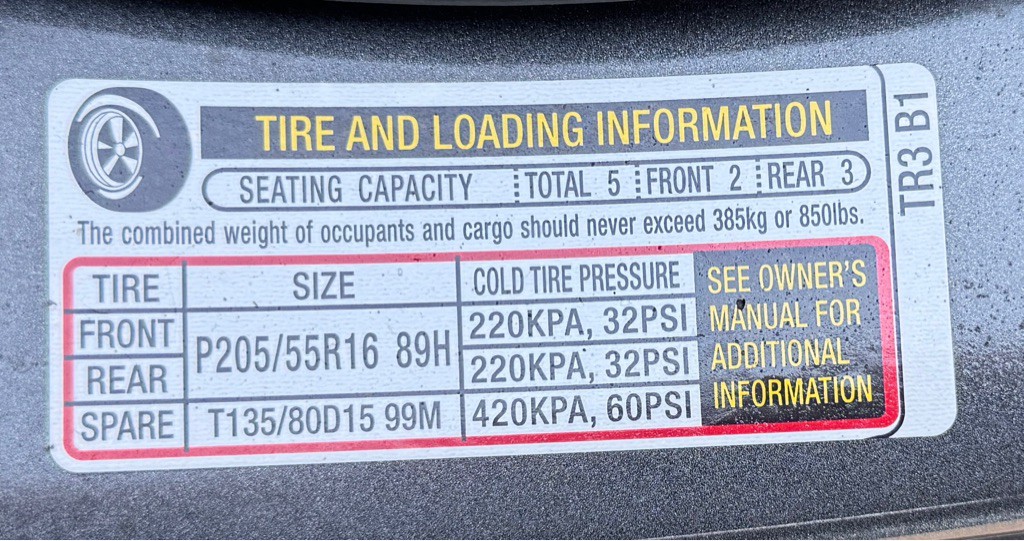 TIRE AND LOADING INFORMATION
SEATING CAPACITY TOTAL 5 FRONT 2 REAR 3
The combined weight of occupants and cargo should never exceed 385kg or 850lbs.
TIRE SIZE COLD TIRE PRESSURE
FRONT P205/55R16 89H 220KPA, 32PSI
REAR 220KPA, 32PSI
SPARE T135/80D15 99M 420KPA, 60PSI
SEE OWNER'S
MANUAL FOR
ADDITIONAL
INFORMATION
TR3 B1